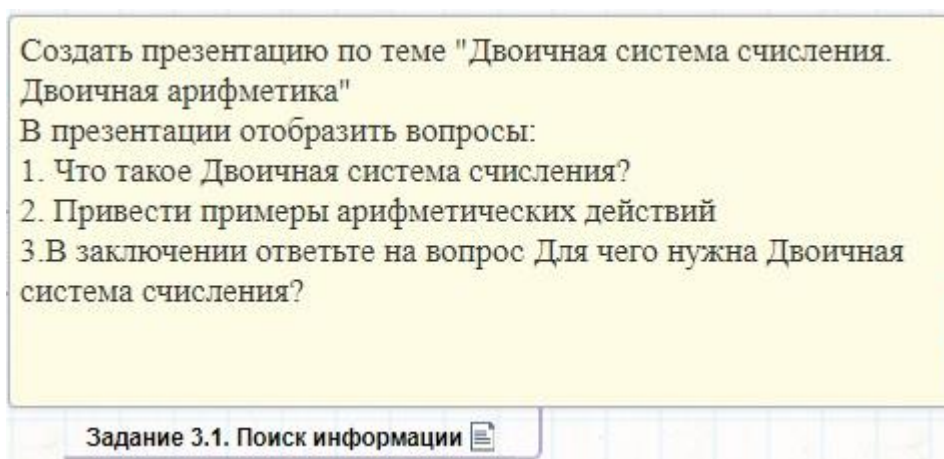 Создать презентацию по теме "Двоичная система счисления.
Двоичная арифметика"
В презентации отобразить вопросы:
1. Что такое Двоичная система счисления?
2. Привести примеры арифметических действий
3.В заключении ответьте на вопрос Для чего нужна Двоичная
система счисления?
Задание 3.1. Поиск информации